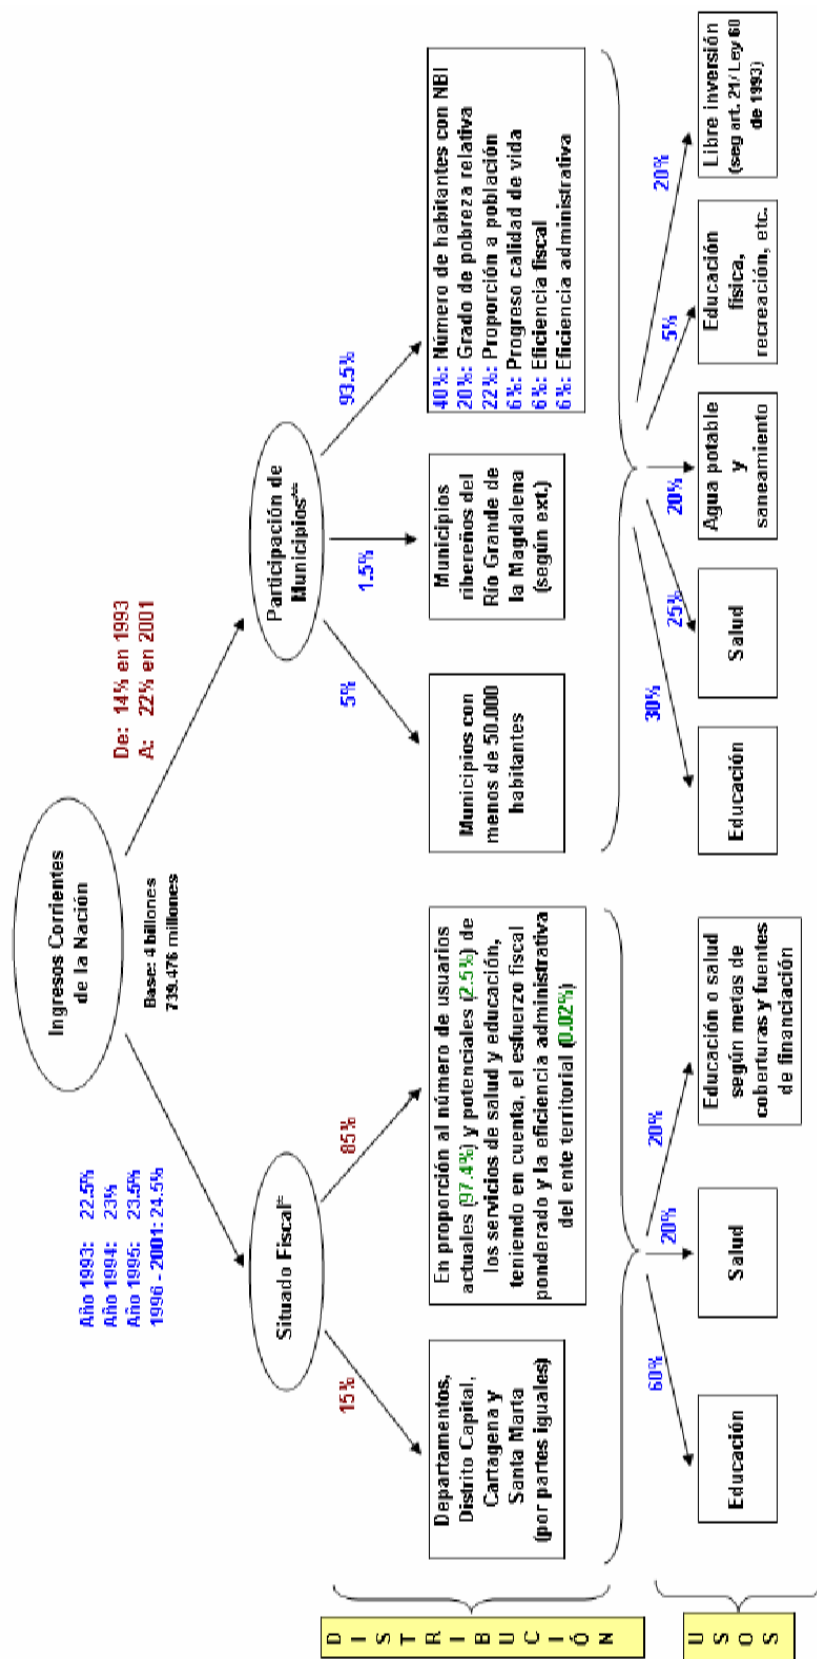 Ingresos Corrientes
de la Nación
Base: 4 billones
739.476 millones
Año 1993: 22.5%
Año 1994: 23%
Año 1995: 23.5%
1996 - 2001: 24.5%
De: 14% en 1993
A: 22% en 2001
Situado Fiscal*
Participación de
Municipios**
15%
85%
5%
1.5%
93.5%
DISTRIBUCIÓN
Departamentos,
Distrito Capital,
Cartagena y
Santa Marta
(por partes iguales)
En proporción al número de usuarios
actuales (97.4%) y potenciales (2.5%) de
los servicios de salud y educación,
teniendo en cuenta, el esfuerzo fiscal
ponderado y la eficiencia administrativa
del ente territorial (0.02%)
Municipios con
menos de 50.000
habitantes
Municipios
ribereños del
Río Grande de
la Magdalena
(según ext.)
40%: Número de habitantes con NBI
20%: Grado de pobreza relativa
22%: Proporción a población
6%: Progreso calidad de vida
6%: Eficiencia fiscal
6%: Eficiencia administrativa
60%
20%
20%
30%
25%
20%
5%
20%
USOS
Educación
Salud
Educación o salud
según metas de
coberturas y fuentes
de financiación
Educación
Salud
Agua potable
y
saneamiento
Educación
física,
recreación, etc.
Libre inversión
(seg art. 21/ Ley 60
de 1993)